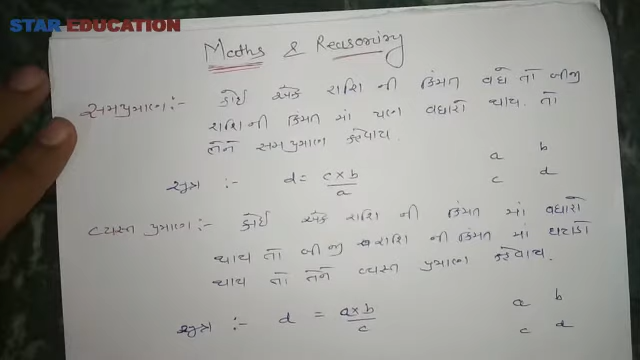 STAR EDUCATION
Maths & Reasoning
સમપ્રમાણ :- કોઈ એક રાશિ ની કિંમત વધે તો બીજી
રાશિની કિંમત માં પણ વધારો થાય. તો
તેને સમપ્રમાણ કહેવાય.
a b
સૂત્ર :- d = c × b / a
c d
વ્યસ્ત પ્રમાણ :- કોઈ એક રાશિ ની કિંમત માં વધારો
થાય તો બીજી રાશિ ની કિંમત માં ઘટાડો
થાય તો તેને વ્યસ્ત પ્રમાણ કહેવાય.
a b
સૂત્ર :- d = a × b / c
c d